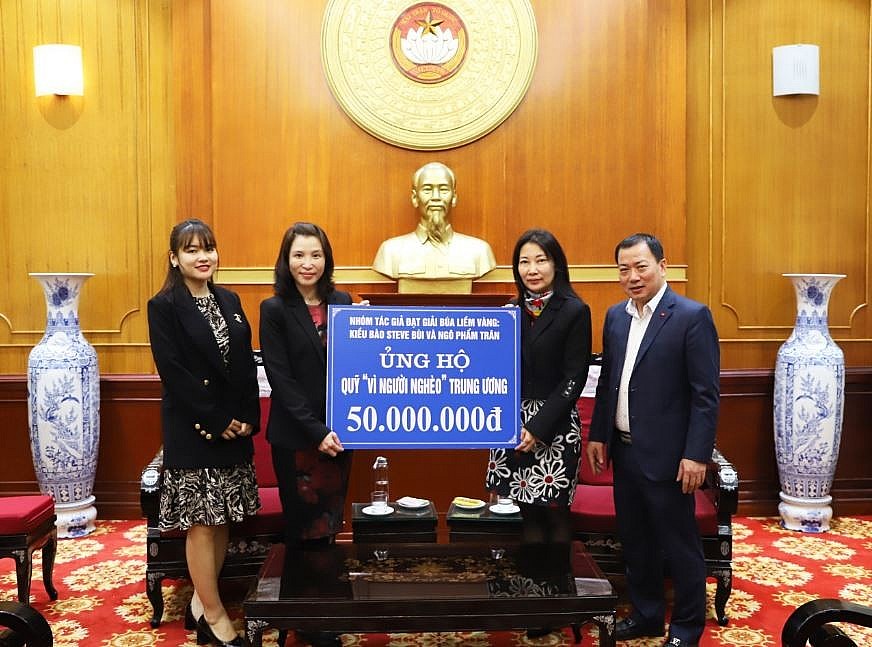 NHÓM TÁC GIẢ ĐẠT GIẢI BÚA LIỀM VÀNG:
KIỀU BÀO STEVE BÙI VÀ NGÔ PHẨM TRÂN
ỦNG HỘ
QUỸ "VÌ NGƯỜI NGHÈO" TRUNG ƯƠNG
50.000.000đ